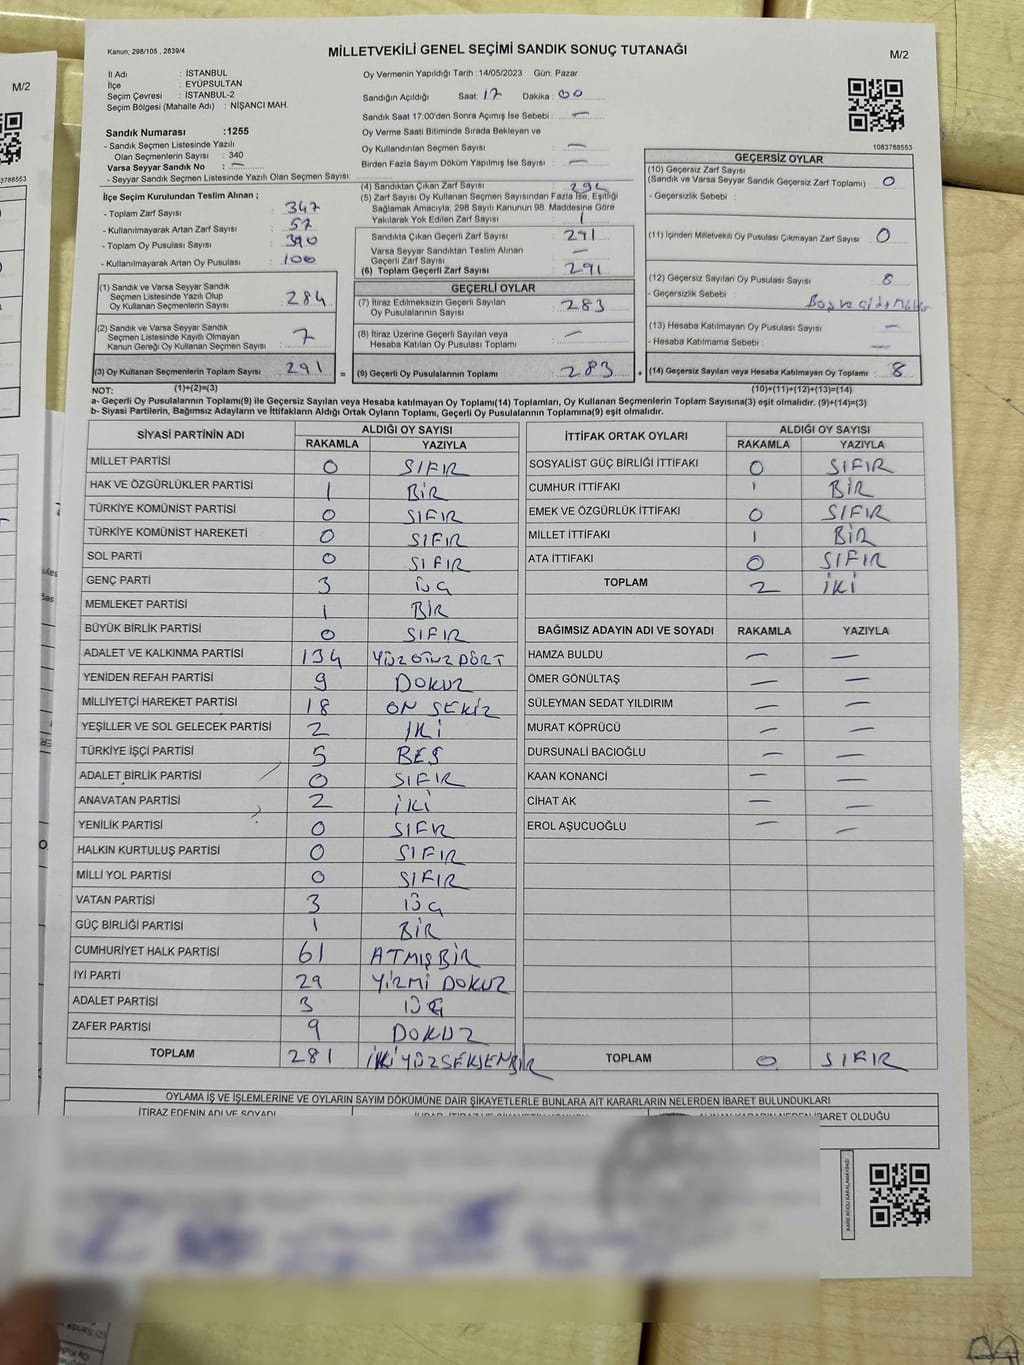 Kanun; 298/105 , 2839/4
MİLLETVEKİLİ GENEL SEÇİMİ SANDIK SONUÇ TUTANAĞI
M/2
M/2
İl Adı : İSTANBUL
İlçe : EYÜPSULTAN
Seçim Çevresi : İSTANBUL-2
Seçim Bölgesi (Mahalle Adı) : NİŞANCI MAH.
Sandık Numarası :1255
- Sandık Seçmen Listesinde Yazılı
Olan Seçmenlerin Sayısı : 340
Varsa Seyyar Sandık No : —
- Seyyar Sandık Seçmen Listesinde Yazılı Olan Seçmen Sayısı:
Oy Vermenin Yapıldığı Tarih : 14/05/2023 Gün: Pazar
Sandığın Açıldığı Saat: 17 Dakika: 00
Sandık Saat 17:00'den Sonra Açımış İse Sebebi : —
Oy Verme Saati Bitiminde Sırada Bekleyen ve
Oy Kullandırılan Seçmen Sayısı : —
Birden Fazla Sayım Döküm Yapılmış İse Sayısı : —
1083788553
3788553
İlçe Seçim Kurulundan Teslim Alınan ;
- Toplam Zarf Sayısı : 347
- Kullanılmayarak Artan Zarf Sayısı : 57
- Toplam Oy Pusulası Sayısı : 390
- Kullanılmayarak Artan Oy Pusulası : 100
(4) Sandıktan Çıkan Zarf Sayısı : 292
(5) Zarf Sayısı Oy Kullanan Seçmen Sayısından Fazla İse, Eşitliği
Sağlamak Amacıyla, 298 Sayılı Kanunun 98. Maddesine Göre
Yakılarak Yok Edilen Zarf Sayısı : 1
Sandıkta Çıkan Geçerli Zarf Sayısı : 291
Varsa Seyyar Sandıktan Teslim Alınan
Geçerli Zarf Sayısı : —
(6) Toplam Geçerli Zarf Sayısı : 291
GEÇERSİZ OYLAR
(10) Geçersiz Zarf Sayısı
(Sandık ve Varsa Seyyar Sandık Geçersiz Zarf Toplamı) : 0
- Geçersizlik Sebebi :
(11) İçinden Milletvekili Oy Pusulası Çıkmayan Zarf Sayısı : 0
(12) Geçersiz Sayılan Oy Pusulası Sayısı : 8
- Geçersizlik Sebebi : Boş ve
(13) Hesaba Katılmayan Oy Pusulası Sayısı : —
- Hesaba Katılmama Sebebi : —
(14) Geçersiz Sayılan veya Hesaba Katılmayan Oy Toplamı : 8
(1) Sandık ve Varsa Seyyar Sandık
Seçmen Listesinde Yazılı Olup
Oy Kullanan Seçmenlerin Sayısı : 284
(2) Sandık ve Varsa Seyyar Sandık
Seçmen Listesinde Kayıtlı Olmayan
Kanun Gereği Oy Kullanan Seçmen Sayısı : 7
(3) Oy Kullanan Seçmenlerin Toplam Sayısı : 291
=
GEÇERLİ OYLAR
(7) İtiraz Edilmeksizin Geçerli Sayılan
Oy Pusulalarının Sayısı : 283
(8) İtiraz Üzerine Geçerli Sayılan veya
Hesaba Katılan Oy Pusulası Toplamı : —
(9) Geçerli Oy Pusulalarının Toplamı : 283
+
NOT: (1)+(2)=(3) (10)+(11)+(12)+(13)=(14)
a- Geçerli Oy Pusulalarının Toplamı(9) ile Geçersiz Sayılan veya Hesaba katılmayan Oy Toplamı(14) Toplamları, Oy Kullanan Seçmenlerin Toplam Sayısına(3) eşit olmalıdır. (9)+(14)=(3)
b- Siyasi Partilerin, Bağımsız Adayların ve İttifakların Aldığı Ortak Oyların Toplamı, Geçerli Oy Pusulalarının Toplamına(9) eşit olmalıdır.
SİYASİ PARTİNİN ADI ALDIĞI OY SAYISI
RAKAMLA YAZIYLA
MİLLET PARTİSİ 0 SIFIR
HAK VE ÖZGÜRLÜKLER PARTİSİ 1 BİR
TÜRKİYE KOMÜNİST PARTİSİ 0 SIFIR
TÜRKİYE KOMÜNİST HAREKETİ 0 SIFIR
SOL PARTİ 0 SIFIR
GENÇ PARTİ 3 ÜÇ
MEMLEKET PARTİSİ 1 BİR
BÜYÜK BİRLİK PARTİSİ 0 SIFIR
ADALET VE KALKINMA PARTİSİ 134 YÜZOTUZDÖRT
YENİDEN REFAH PARTİSİ 9 DOKUZ
MİLLİYETÇİ HAREKET PARTİSİ 18 ON SEKİZ
YEŞİLLER VE SOL GELECEK PARTİSİ 2 İKİ
TÜRKİYE İŞÇİ PARTİSİ 5 BEŞ
ADALET BİRLİK PARTİSİ 0 SIFIR
ANAVATAN PARTİSİ 2 İKİ
YENİLİK PARTİSİ 0 SIFIR
HALKIN KURTULUŞ PARTİSİ 0 SIFIR
MİLLİ YOL PARTİSİ 0 SIFIR
VATAN PARTİSİ 3 ÜÇ
GÜÇ BİRLİĞİ PARTİSİ 1 BİR
CUMHURİYET HALK PARTİSİ 61 ATMIŞBİR
İYİ PARTİ 29 YİRMİ DOKUZ
ADALET PARTİSİ 3 ÜÇ
ZAFER PARTİSİ 9 DOKUZ
TOPLAM 281 İKİYÜZSEKSENBİR
İTTİFAK ORTAK OYLARI ALDIĞI OY SAYISI
RAKAMLA YAZIYLA
SOSYALİST GÜÇ BİRLİĞİ İTTİFAKI 0 SIFIR
CUMHUR İTTİFAKI 1 BİR
EMEK VE ÖZGÜRLÜK İTTİFAKI 0 SIFIR
MİLLET İTTİFAKI 1 BİR
ATA İTTİFAKI 0 SIFIR
TOPLAM 2 İKİ
BAĞIMSIZ ADAYIN ADI VE SOYADI RAKAMLA YAZIYLA
HAMZA BULDU — —
ÖMER GÖNÜLTAŞ — —
SÜLEYMAN SEDAT YILDIRIM — —
MURAT KÖPRÜCÜ — —
DURSUNALİ BACIOĞLU — —
KAAN KONANCİ — —
CİHAT AK — —
EROL AŞUCUOĞLU — —
TOPLAM 0 SIFIR
OYLAMA İŞ VE İŞLEMLERİNE VE OYLARIN SAYIM DÖKÜMÜNE DAİR ŞİKAYETLERLE BUNLARA AİT KARARLARIN NELERDEN İBARET BULUNDUKLARI
İTİRAZ EDENİN ADI VE SOYADI
İBARET OLDUĞU